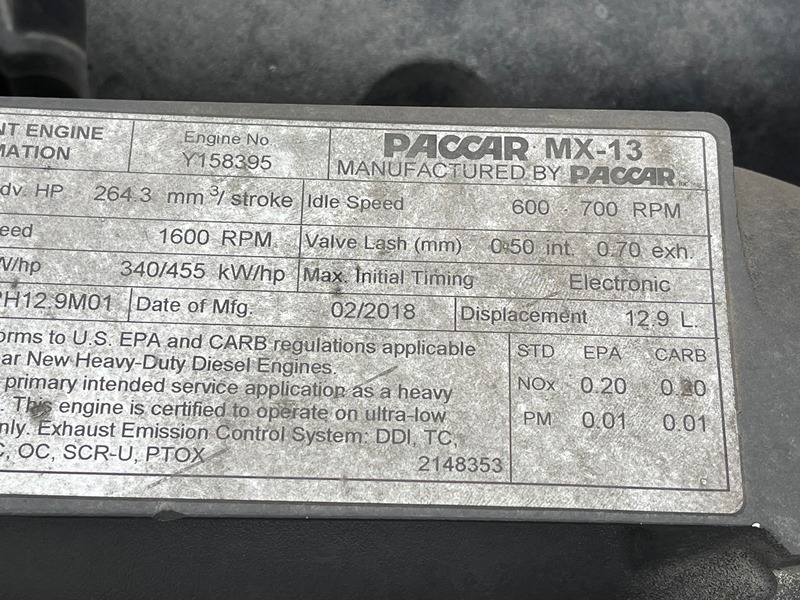 NT ENGINE
MATION
Engine No
Y158395
PACCAR MX-13
MANUFACTURED BY PACCAR INC
dv. HP 264.3 mm3/ stroke
Idle Speed 600 - 700 RPM
eed 1600 RPM
Valve Lash (mm) 0.50 int. 0.70 exh.
W/hp 340/455 kW/hp
Max. Initial Timing Electronic
H12.9M01
Date of Mfg. 02/2018
Displacement 12.9 L.
orms to U.S. EPA and CARB regulations applicable
ar New Heavy-Duty Diesel Engines.
primary intended service application as a heavy
. This engine is certified to operate on ultra-low
nly. Exhaust Emission Control System: DDI, TC,
C, OC, SCR-U, PTOX
2148353
STD EPA CARB
NOx 0.20 0.20
PM 0.01 0.01